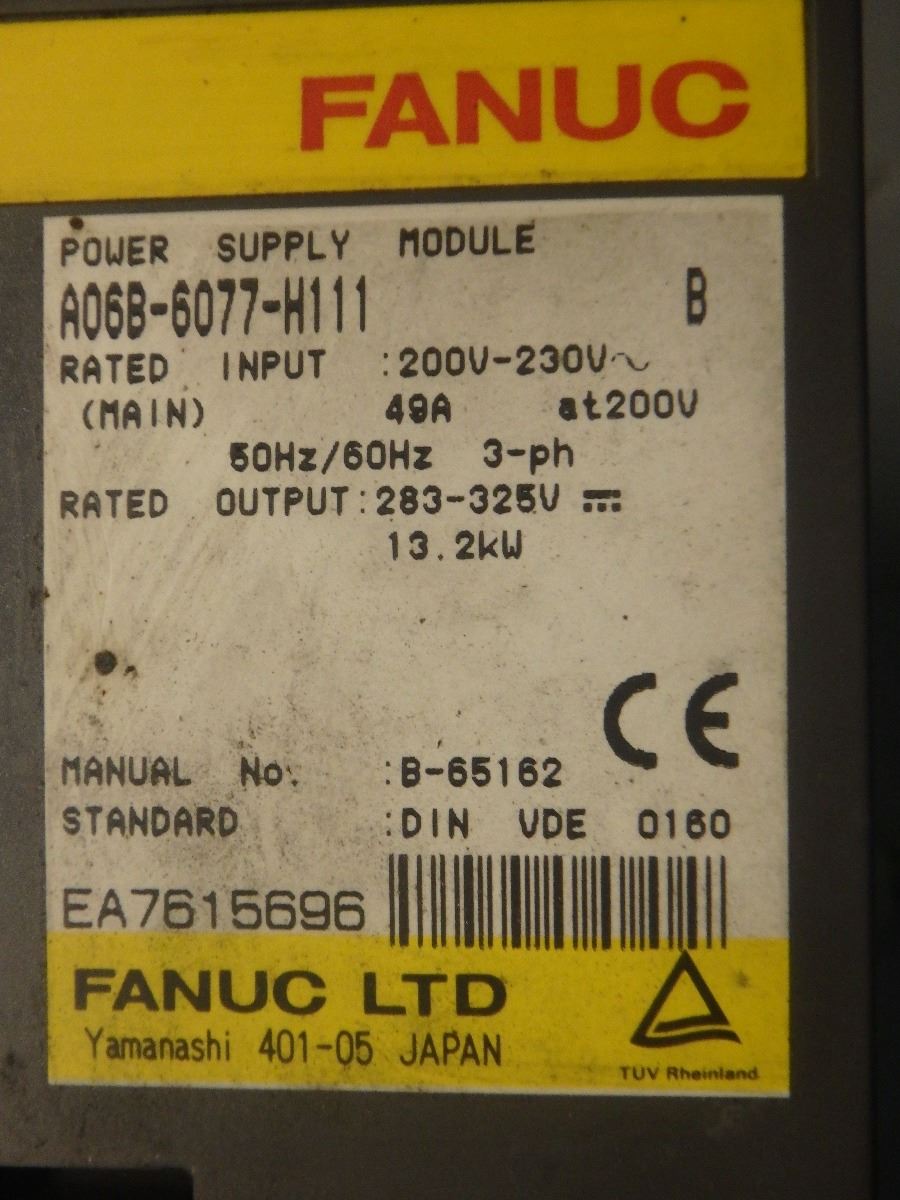 FANUC
POWER SUPPLY MODULE
A06B-6077-H111 B
RATED INPUT :200V-230V～
(MAIN) 49A at200V
50Hz/60Hz 3-ph
RATED OUTPUT:283-325V ⎓
13.2kW
CE
MANUAL No. :B-65162
STANDARD :DIN VDE 0160
EA7615696
FANUC LTD
Yamanashi 401-05 JAPAN
TUV Rheinland